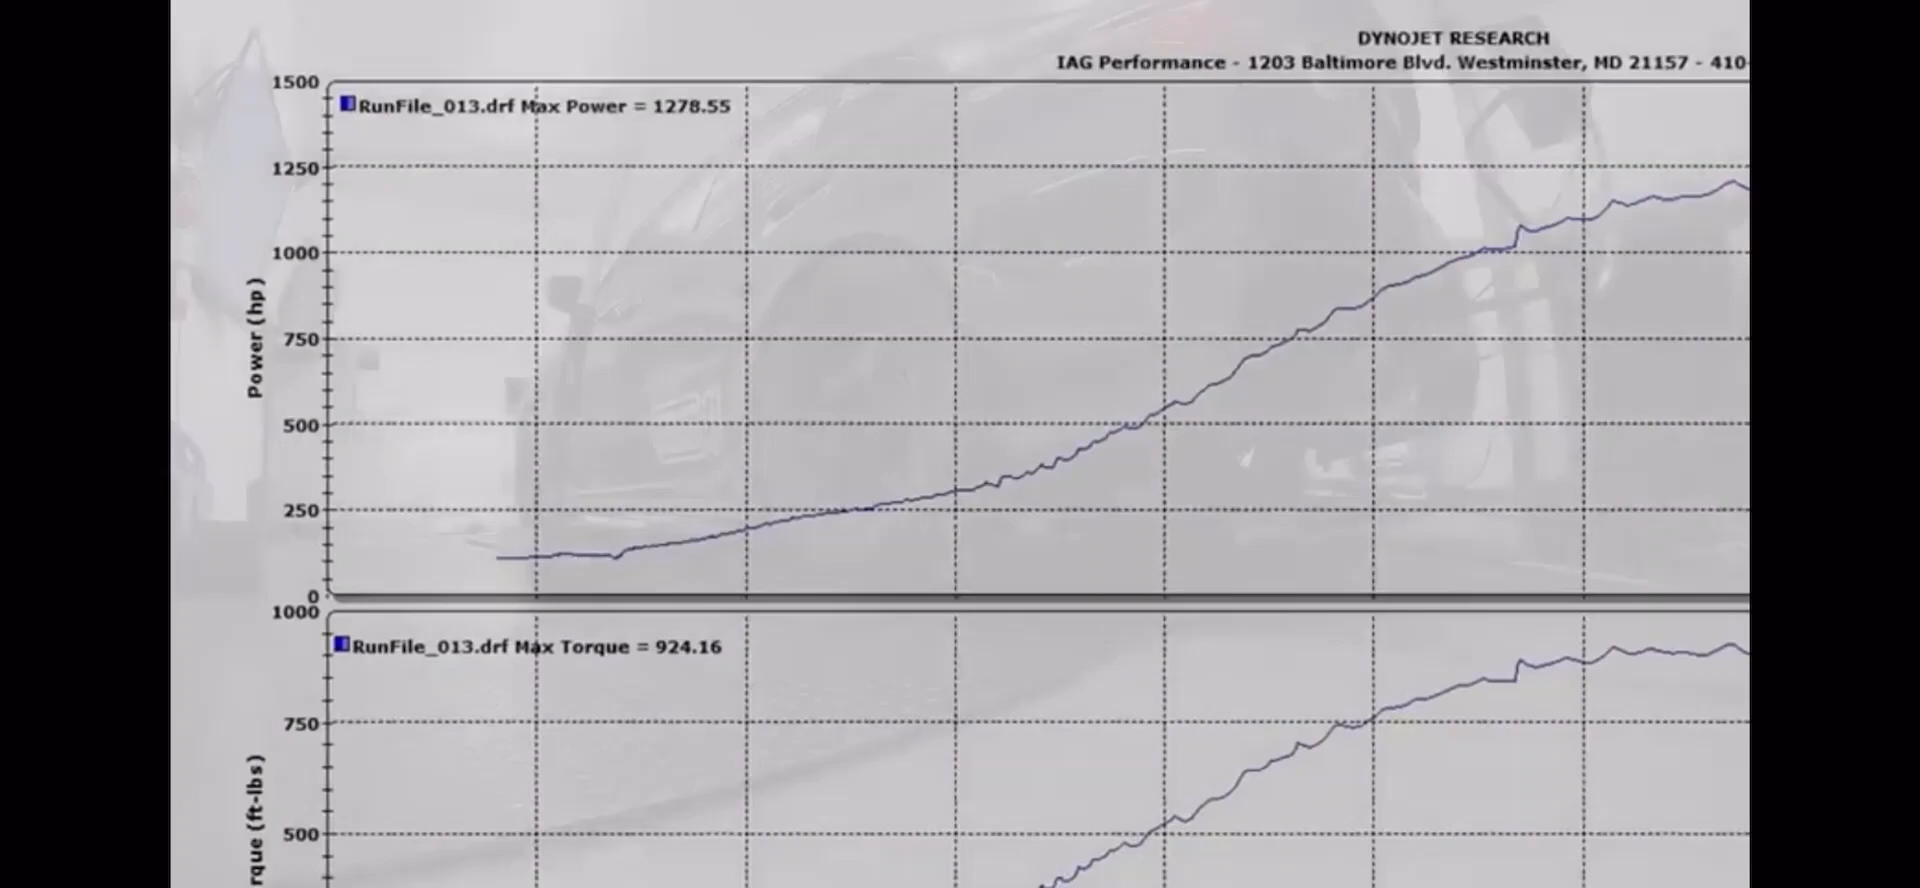 DYNOJET RESEARCH
IAG Performance - 1203 Baltimore Blvd. Westminster, MD 21157 - 410-
1500
RunFile_013.drf Max Power = 1278.55
1250
1000
Power (hp)
750
500
250
0
1000
RunFile_013.drf Max Torque = 924.16
750
rque (ft-lbs)
500